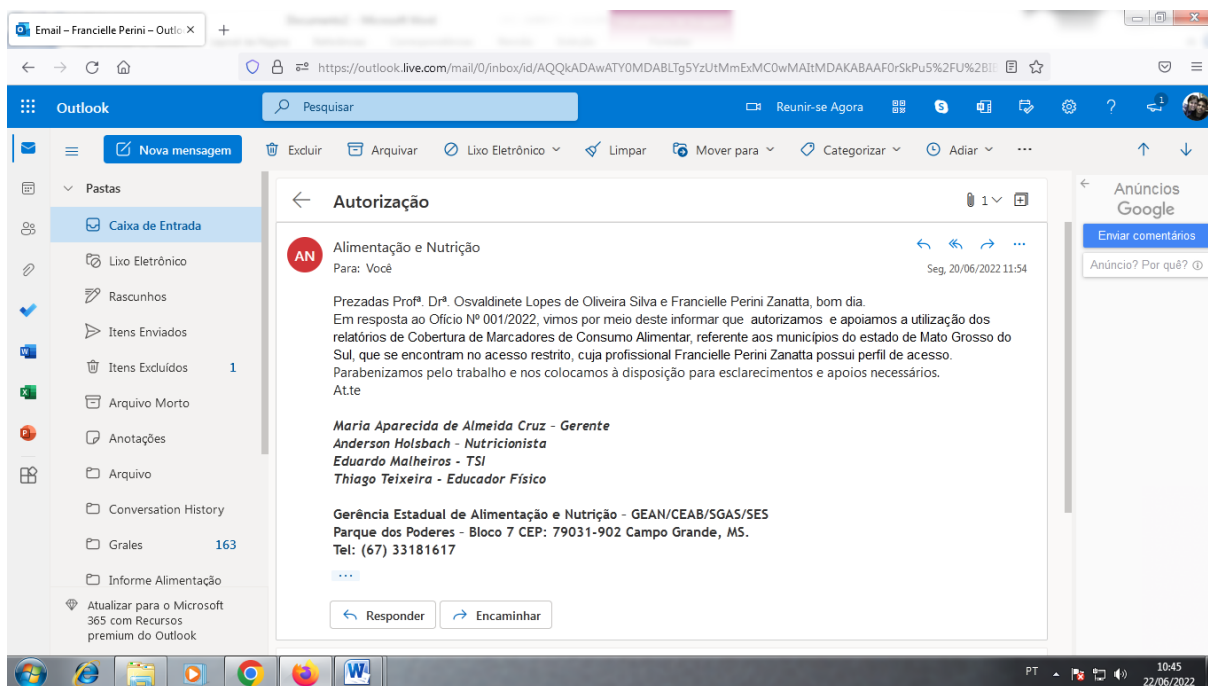 Email – Francielle Perini – Outlo
https://outlook.live.com/mail/0/inbox/id/AQQkADAwATY0MDABLTg5YzUtMmExMC0wMAItMDAKABAAF0rSkPu5%2FU%2BIE
Outlook
Pesquisar
Reunir-se Agora
1
Nova mensagem
Excluir Arquivar Lixo Eletrônico Limpar Mover para Categorizar Adiar
Pastas
Caixa de Entrada
Lixo Eletrônico
Rascunhos
Itens Enviados
Itens Excluídos 1
Arquivo Morto
Anotações
Arquivo
Conversation History
Grales 163
Informe Alimentação
Atualizar para o Microsoft
365 com Recursos
premium do Outlook
Autorização
1
AN
Alimentação e Nutrição
Para: Você
Seg, 20/06/2022 11:54
Prezadas Profª. Drª. Osvaldinete Lopes de Oliveira Silva e Francielle Perini Zanatta, bom dia.
Em resposta ao Ofício Nº 001/2022, vimos por meio deste informar que autorizamos e apoiamos a utilização dos
relatórios de Cobertura de Marcadores de Consumo Alimentar, referente aos municípios do estado de Mato Grosso do
Sul, que se encontram no acesso restrito, cuja profissional Francielle Perini Zanatta possui perfil de acesso.
Parabenizamos pelo trabalho e nos colocamos à disposição para esclarecimentos e apoios necessários.
At.te
Maria Aparecida de Almeida Cruz – Gerente
Anderson Holsbach – Nutricionista
Eduardo Malheiros - TSI
Thiago Teixeira - Educador Físico
Gerência Estadual de Alimentação e Nutrição – GEAN/CEAB/SGAS/SES
Parque dos Poderes – Bloco 7 CEP: 79031-902 Campo Grande, MS.
Tel: (67) 33181617
Responder
Encaminhar
Anúncios
Google
Enviar comentários
Anúncio? Por quê?
PT
10:45
22/06/2022